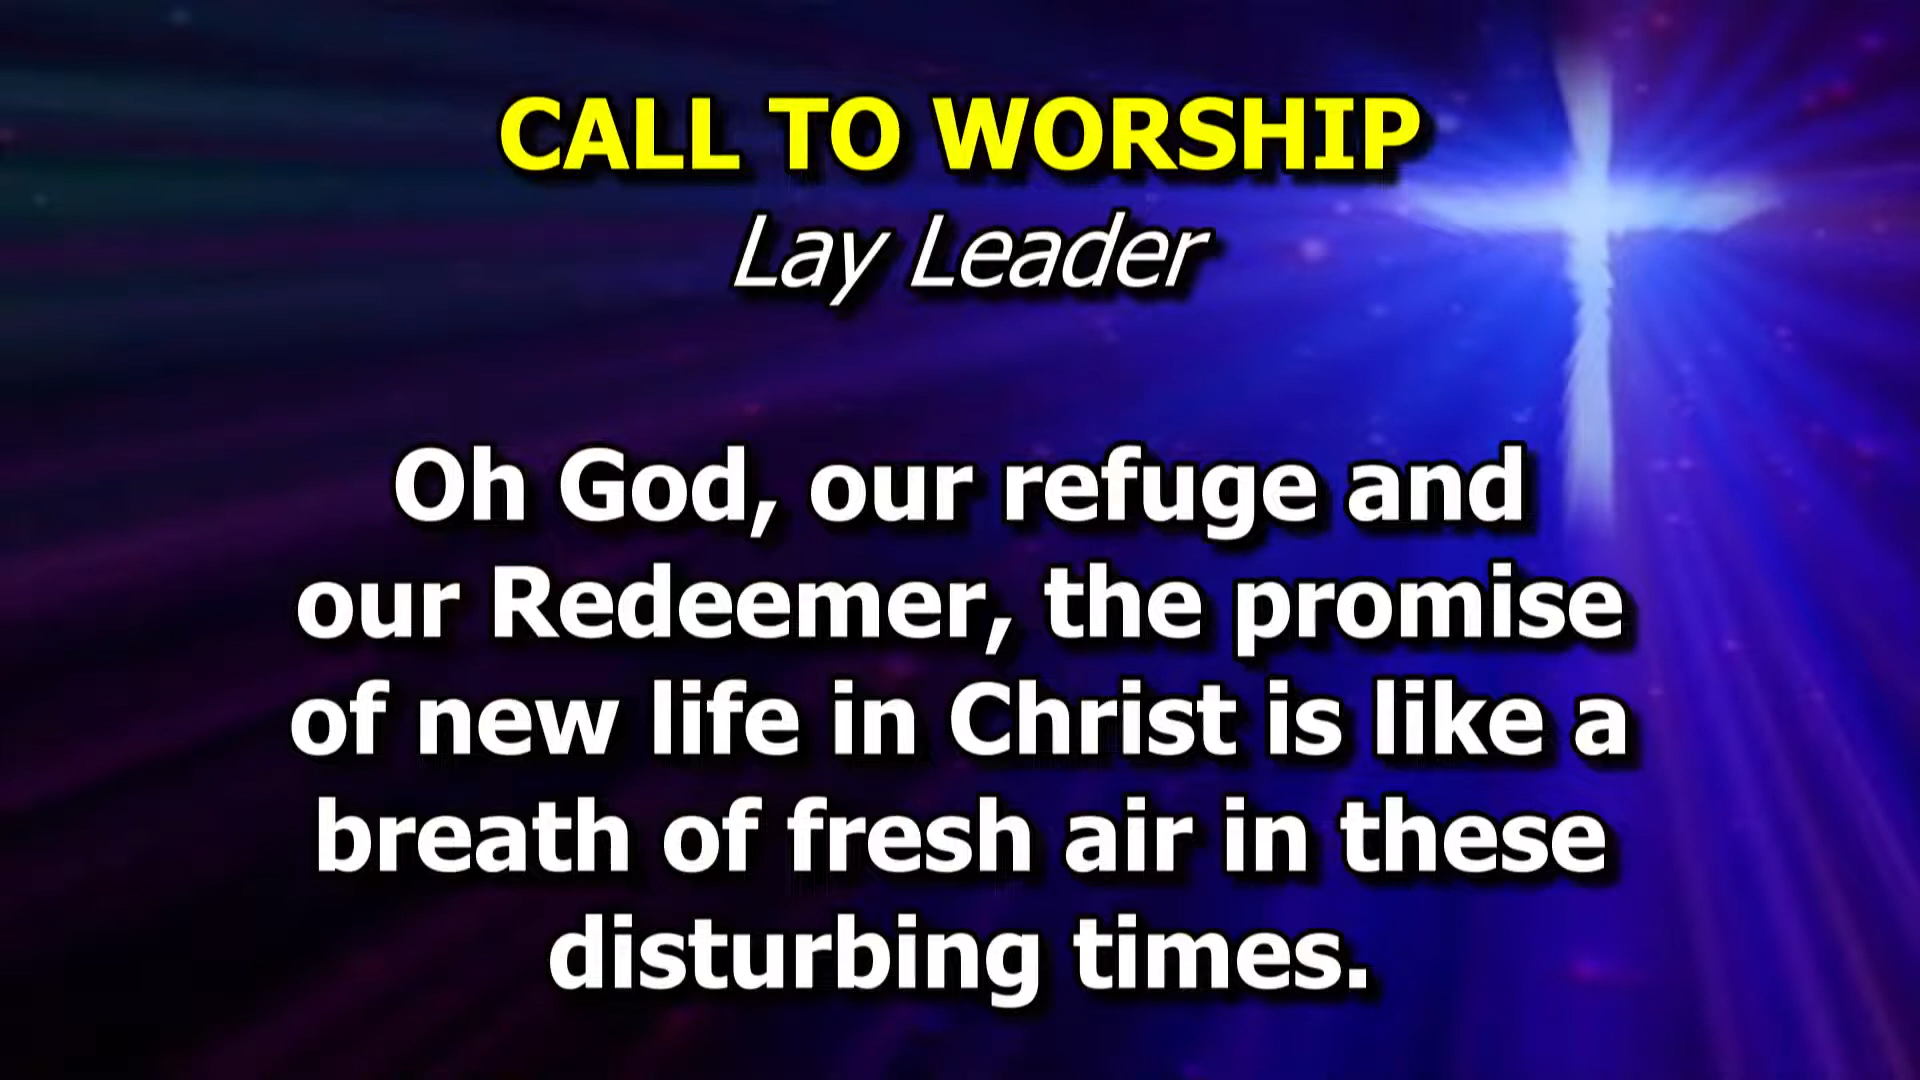 CALL TO WORSHIP
Lay Leader
Oh God, our refuge and
our Redeemer, the promise
of new life in Christ is like a
breath of fresh air in these
disturbing times.